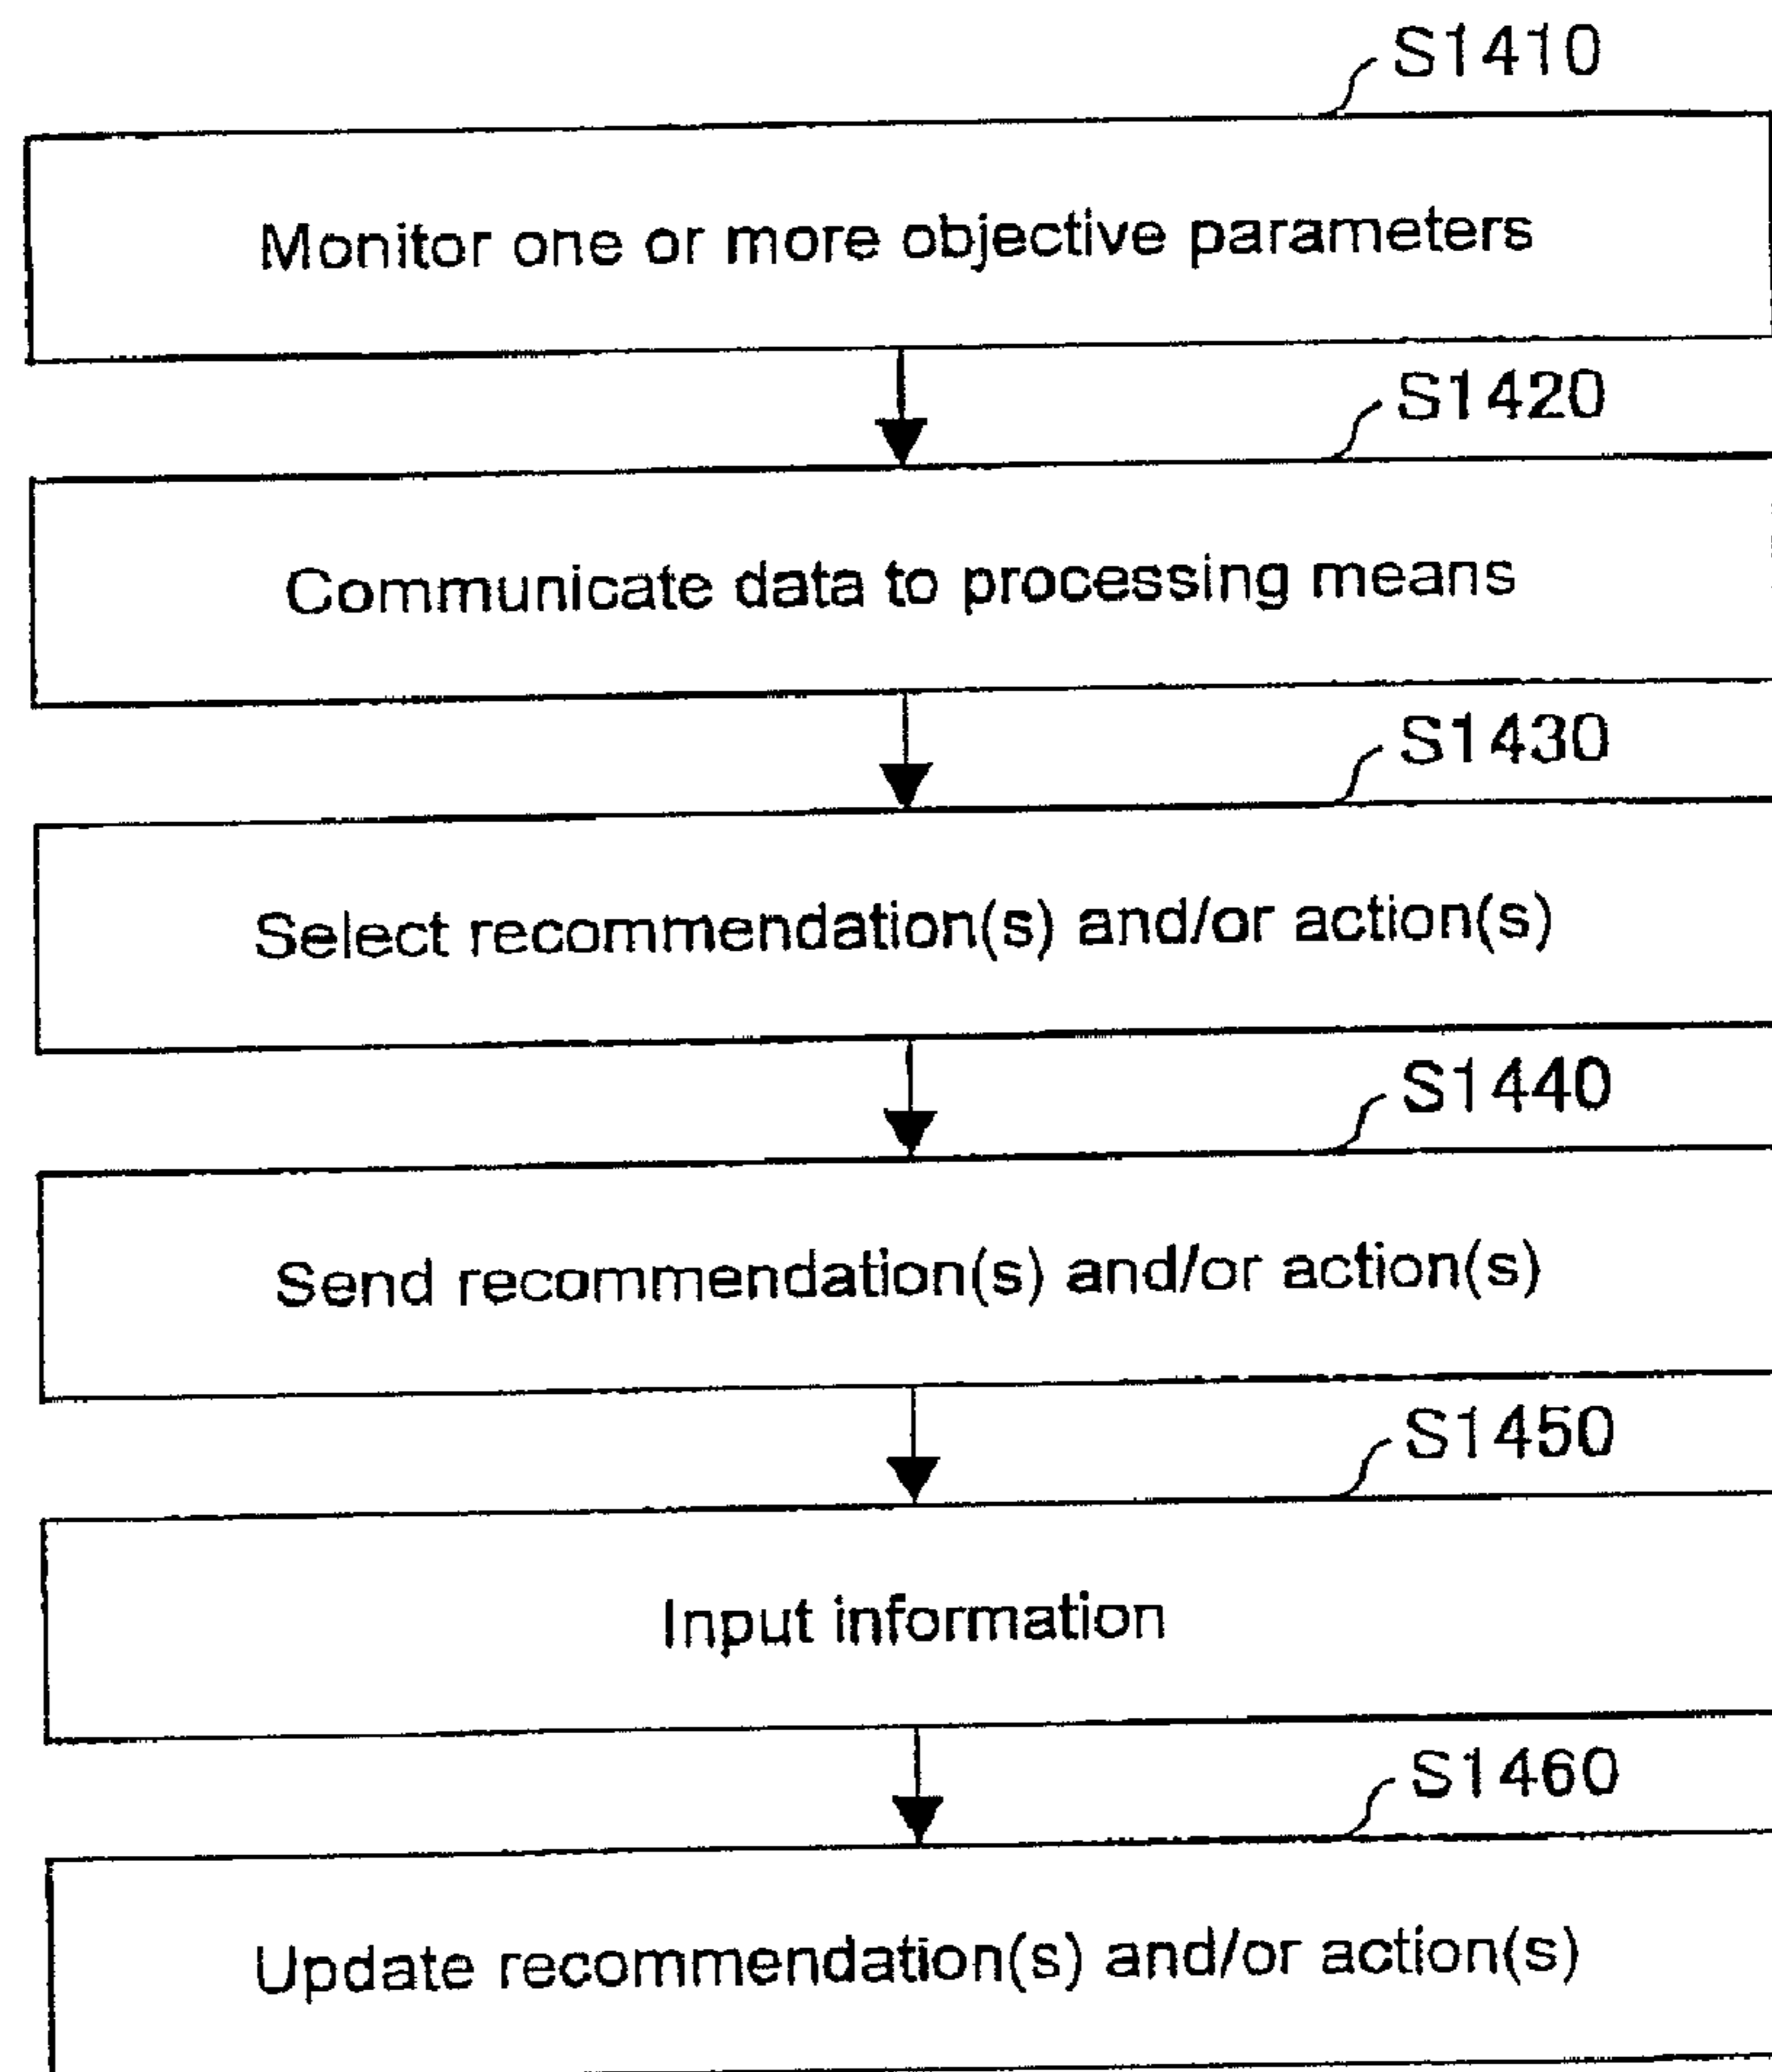 S1410
Monitor one or more objective parameters
S1420
Communicate data to processing means
S1430
Select recommendation(s) and/or action(s)
S1440
Send recommendation(s) and/or action(s)
S1450
Input information
S1460
Update recommendation(s) and/or action(s)